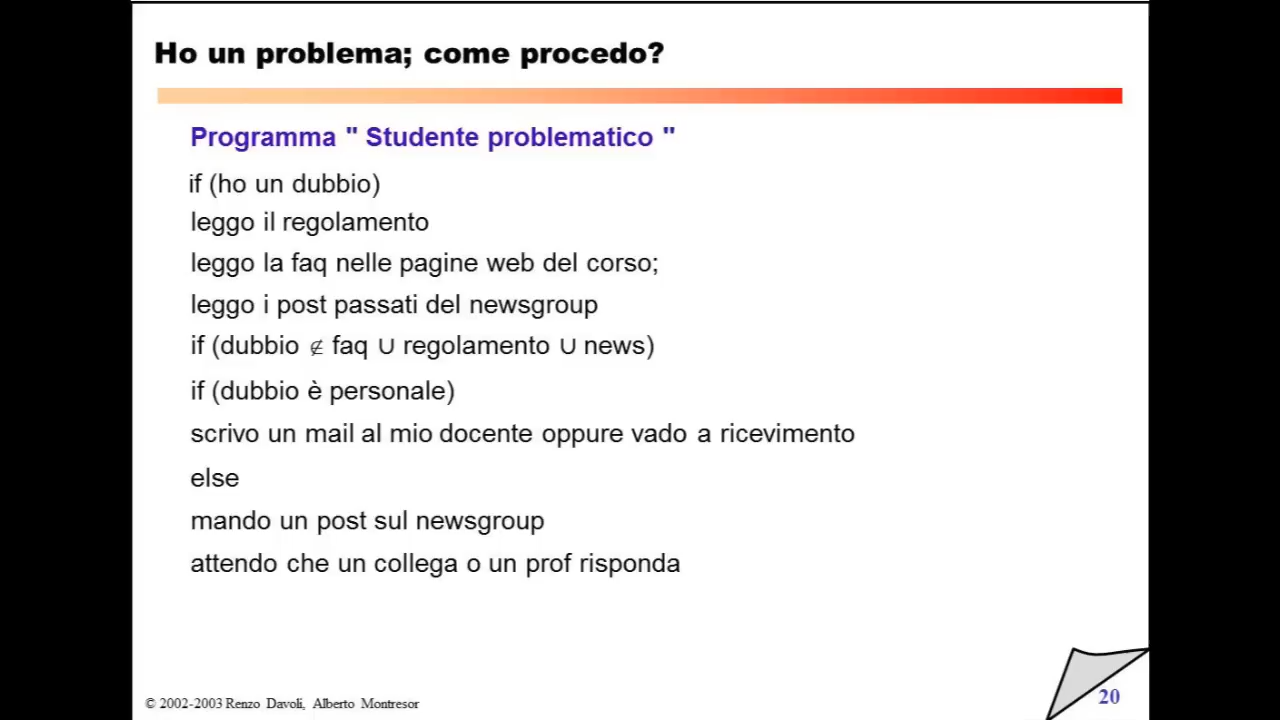 Ho un problema; come procedo?
Programma " Studente problematico "
if (ho un dubbio)
leggo il regolamento
leggo la faq nelle pagine web del corso;
leggo i post passati del newsgroup
if (dubbio ∉ faq ∪ regolamento ∪ news)
if (dubbio è personale)
scrivo un mail al mio docente oppure vado a ricevimento
else
mando un post sul newsgroup
attendo che un collega o un prof risponda
© 2002-2003 Renzo Davoli, Alberto Montresor
20